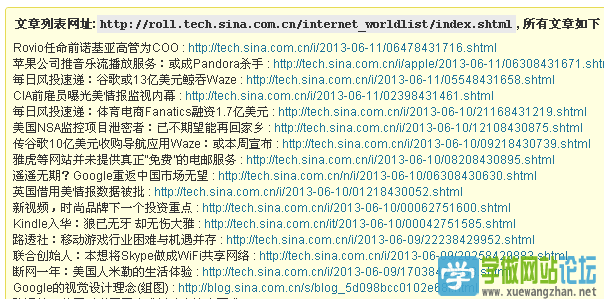 文章列表网址: http://roll.tech.sina.com.cn/internet_worldlist/index.shtml ,所有文章如下
Rovio任命前诺基亚高管为COO : http://tech.sina.com.cn/i/2013-06-11/06478431716.shtml
苹果公司推音乐流播放服务：或成Pandora杀手 : http://tech.sina.com.cn/i/apple/2013-06-11/06308431671.shtml
每日风投速递：谷歌或13亿美元鲸吞Waze : http://tech.sina.com.cn/i/2013-06-11/05548431658.shtml
CIA前雇员曝光美情报监视内幕 : http://tech.sina.com.cn/i/2013-06-11/02398431461.shtml
每日风投速递：体育电商Fanatics融资1.7亿美元 : http://tech.sina.com.cn/i/2013-06-10/21168431219.shtml
美国NSA监控项目泄密者：已不期望能再回家乡 : http://tech.sina.com.cn/i/2013-06-10/12108430875.shtml
传谷歌10亿美元收购导航应用Waze：或本周宣布 : http://tech.sina.com.cn/i/2013-06-10/09218430739.shtml
雅虎等网站并未提供真正"免费"的电邮服务 : http://tech.sina.com.cn/i/2013-06-10/08208430895.shtml
遥遥无期？Google重返中国市场无望 : http://tech.sina.com.cn/n/i/2013-06-10/06308430630.shtml
英国借用美情报数据被批 : http://tech.sina.com.cn/i/2013-06-10/01218430052.shtml
新视频，时尚品牌下一个投资重点 : http://tech.sina.com.cn/i/2013-06-10/00062751600.shtml
Kindle入华：狼已无牙 却无伤大雅 : http://tech.sina.com.cn/it/2013-06-10/00042751585.shtml
路透社：移动游戏行业困难与机遇并存 : http://tech.sina.com.cn/i/2013-06-09/22238429952.shtml
联合创始人：本想将Skype做成WiFi共享网络 : http://tech.sina.com.cn/i/2013-06-09/20258429883.shtml
断网一年：美国人米勒的生活体验 : http://tech.sina.com.cn/i/2013-06-09/17038
Google的视觉设计理念(组图) : http://blog.sina.com.cn/s/blog_5d098bcc0102e
学做网站论坛
www.xuewangzhan.net